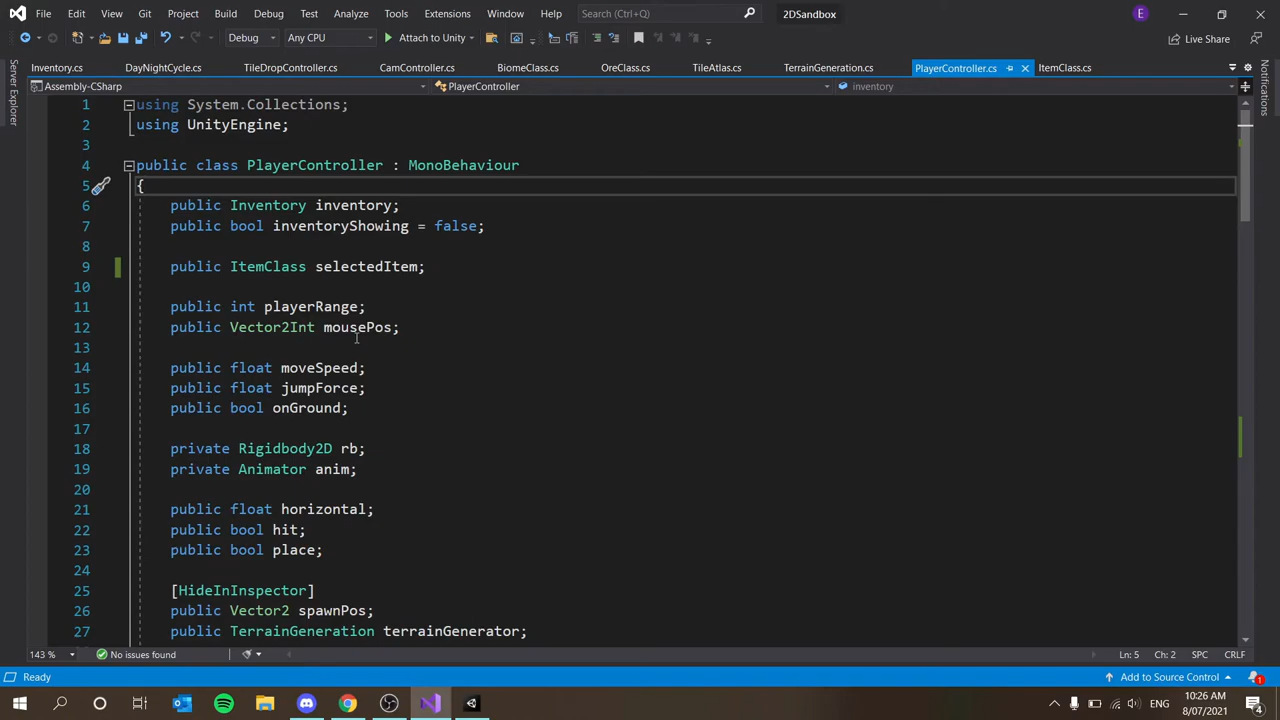 File Edit View Git Project Build Debug Test Analyze Tools Extensions Window Help Search (Ctrl+Q) 2DSandbox E
Debug Any CPU Attach to Unity Live Share
Server Explorer
Inventory.cs DayNightCycle.cs TileDropController.cs CamController.cs BiomeClass.cs OreClass.cs TileAtlas.cs TerrainGeneration.cs PlayerController.cs ItemClass.cs
Notifications
Assembly-CSharp PlayerController inventory
1 using System.Collections;
2 using UnityEngine;
3
4 public class PlayerController : MonoBehaviour
5 {
6 public Inventory inventory;
7 public bool inventoryShowing = false;
8
9 public ItemClass selectedItem;
10
11 public int playerRange;
12 public Vector2Int mousePos;
13
14 public float moveSpeed;
15 public float jumpForce;
16 public bool onGround;
17
18 private Rigidbody2D rb;
19 private Animator anim;
20
21 public float horizontal;
22 public bool hit;
23 public bool place;
24
25 [HideInInspector]
26 public Vector2 spawnPos;
27 public TerrainGeneration terrainGenerator;
143 % No issues found Ln: 5 Ch: 2 SPC CRLF
Ready Add to Source Control 1
ENG 10:26 AM
8/07/2021 4